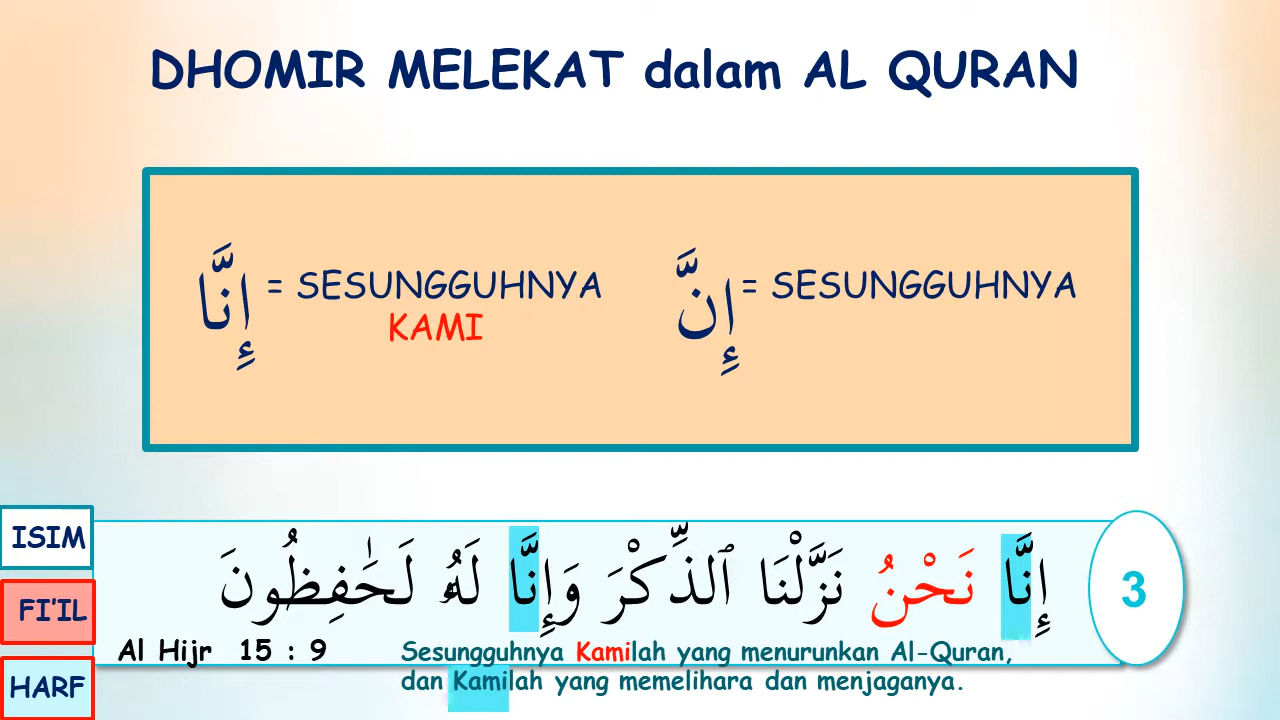 DHOMIR MELEKAT dalam AL QURAN
إِنَّ = SESUNGGUHNYA
إِنَّا = SESUNGGUHNYA
KAMI
ISIM
FI'IL
HARF
3
إِنَّا نَحْنُ نَزَّلْنَا ٱلذِّكْرَ وَإِنَّا لَهُۥ لَحَـٰفِظُونَ
Al Hijr 15 : 9
Sesungguhnya Kamilah yang menurunkan Al-Quran,
dan Kamilah yang memelihara dan menjaganya.